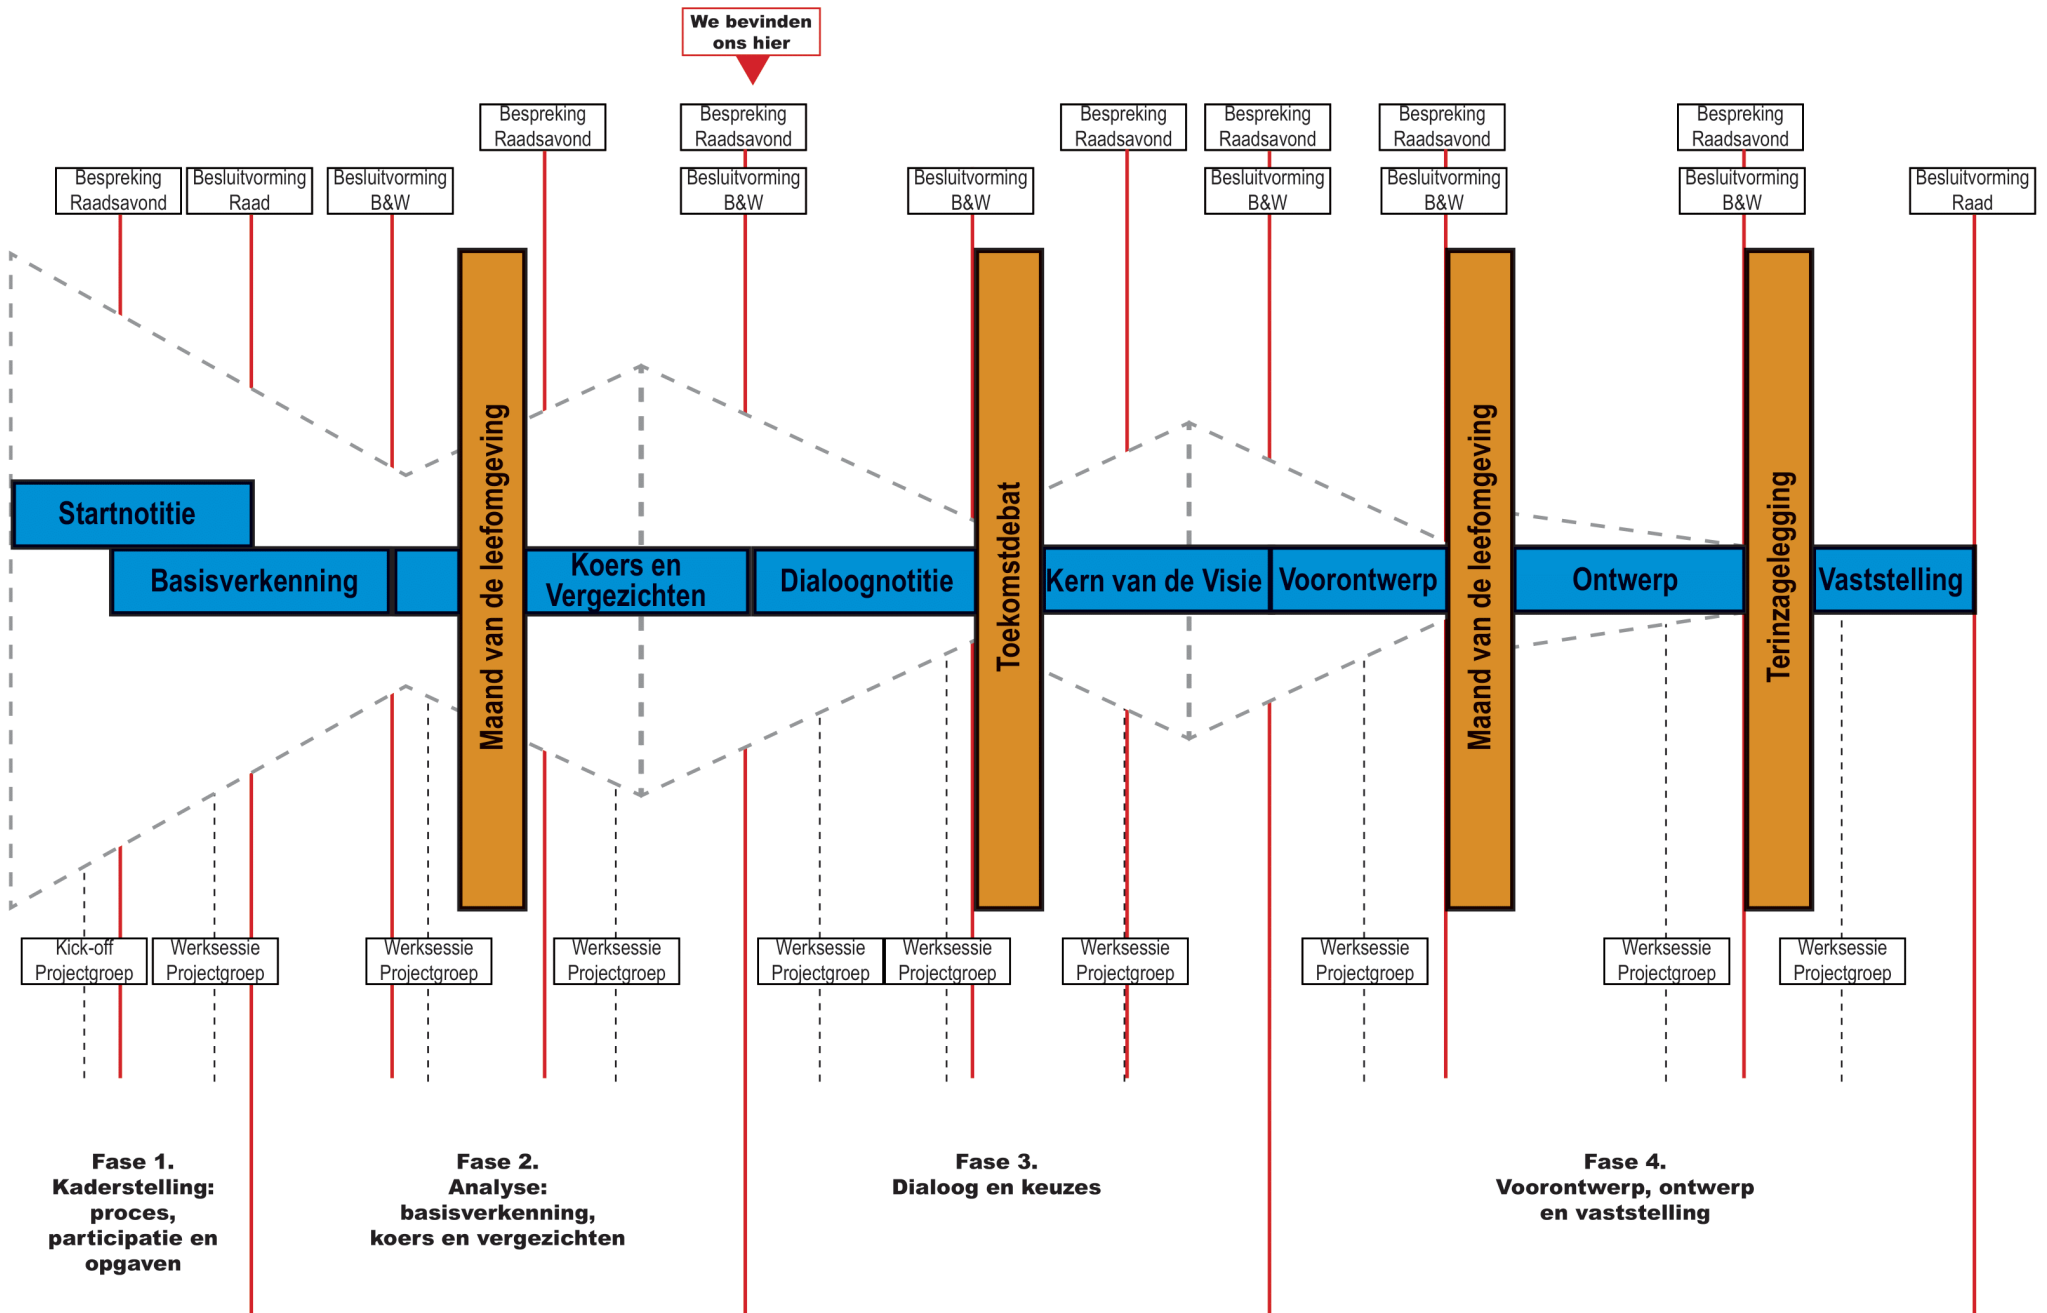 We bevinden
ons hier
Bespreking
Raadsavond
Bespreking
Raadsavond
Bespreking
Raadsavond
Bespreking
Raadsavond
Bespreking
Raadsavond
Bespreking
Raadsavond
Bespreking
Raadsavond
Besluitvorming
Raad
Besluitvorming
B&W
Besluitvorming
B&W
Besluitvorming
B&W
Besluitvorming
B&W
Besluitvorming
B&W
Besluitvorming
B&W
Besluitvorming
Raad
Startnotitie
Basisverkenning
Maand van de leefomgeving
Koers en
Vergezichten
Dialoognotitie
Toekomstdebat
Kern van de Visie
Voorontwerp
Maand van de leefomgeving
Ontwerp
Terinzagelegging
Vaststelling
Kick-off
Projectgroep
Werksessie
Projectgroep
Werksessie
Projectgroep
Werksessie
Projectgroep
Werksessie
Projectgroep
Werksessie
Projectgroep
Werksessie
Projectgroep
Werksessie
Projectgroep
Werksessie
Projectgroep
Werksessie
Projectgroep
Fase 1.
Kaderstelling:
proces,
participatie en
opgaven
Fase 2.
Analyse:
basisverkenning,
koers en vergezichten
Fase 3.
Dialoog en keuzes
Fase 4.
Voorontwerp, ontwerp
en vaststelling